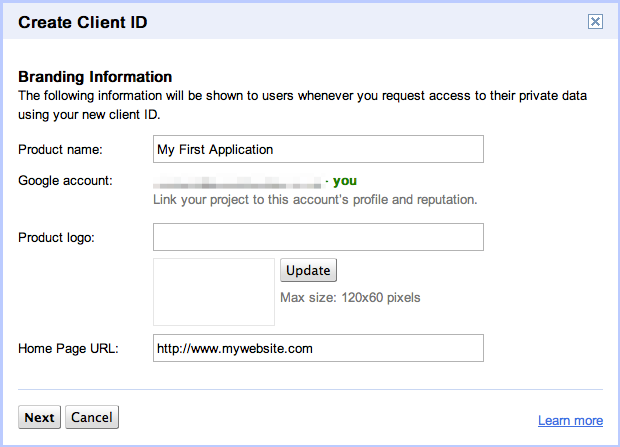 Create Client ID
Branding Information
The following information will be shown to users whenever you request access to their private data
using your new client ID.
Product name: My First Application
Google account: - you
Link your project to this account's profile and reputation.
Product logo:
Update
Max size: 120x60 pixels
Home Page URL: http://www.mywebsite.com
Next Cancel Learn more